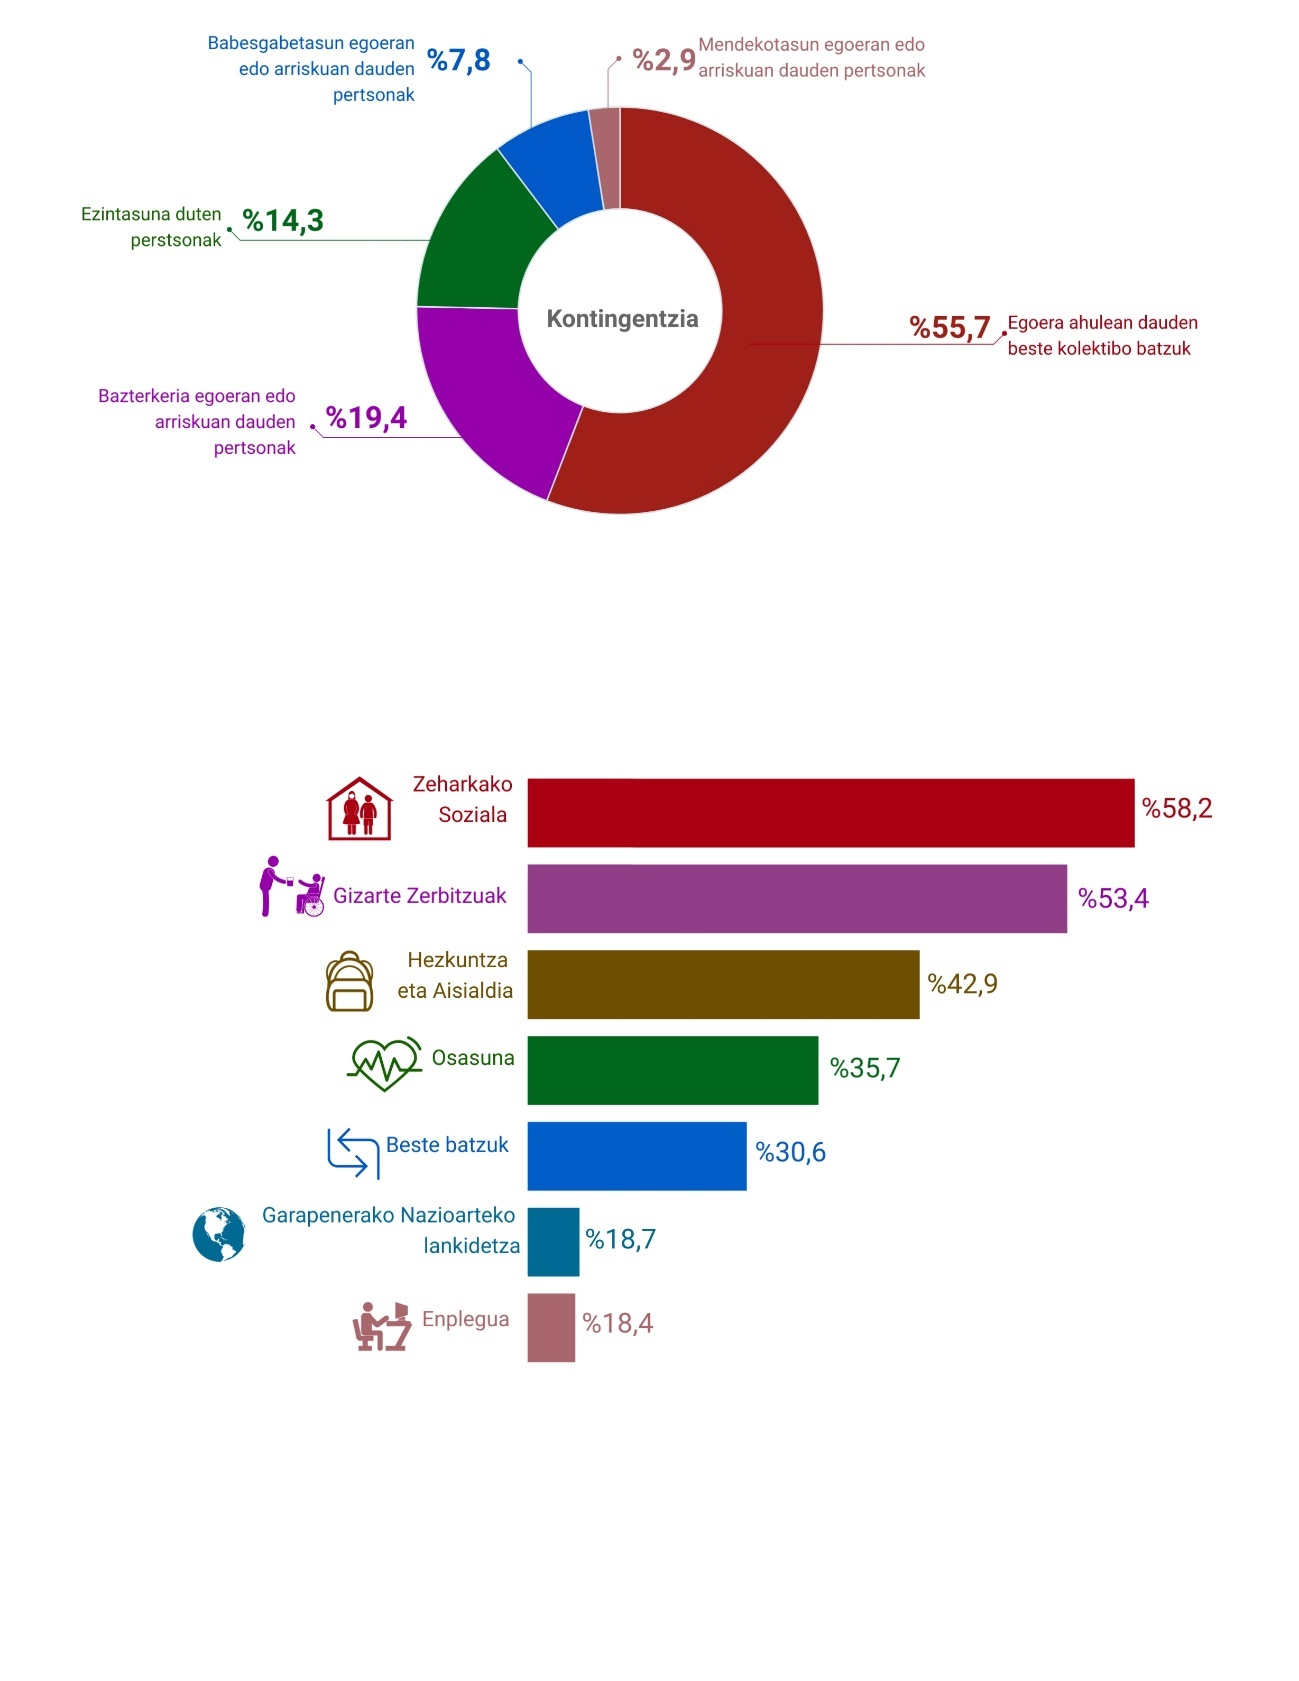 Babesgabetasun egoeran
edo arriskuan dauden
pertsonak
%7,8
%2,9
Mendekotasun egoeran edo
arriskuan dauden pertsonak
Ezintasuna duten
perstsonak
%14,3
Kontingentzia
%55,7
Egoera ahulean dauden
beste kolektibo batzuk
Bazterkeria egoeran edo
arriskuan dauden
pertsonak
%19,4
Zeharkako
Soziala
%58,2
Gizarte Zerbitzuak
%53,4
Hezkuntza
eta Aisialdia
%42,9
Osasuna
%35,7
Beste batzuk
%30,6
Garapenerako Nazioarteko
lankidetza
%18,7
Enplegua
%18,4